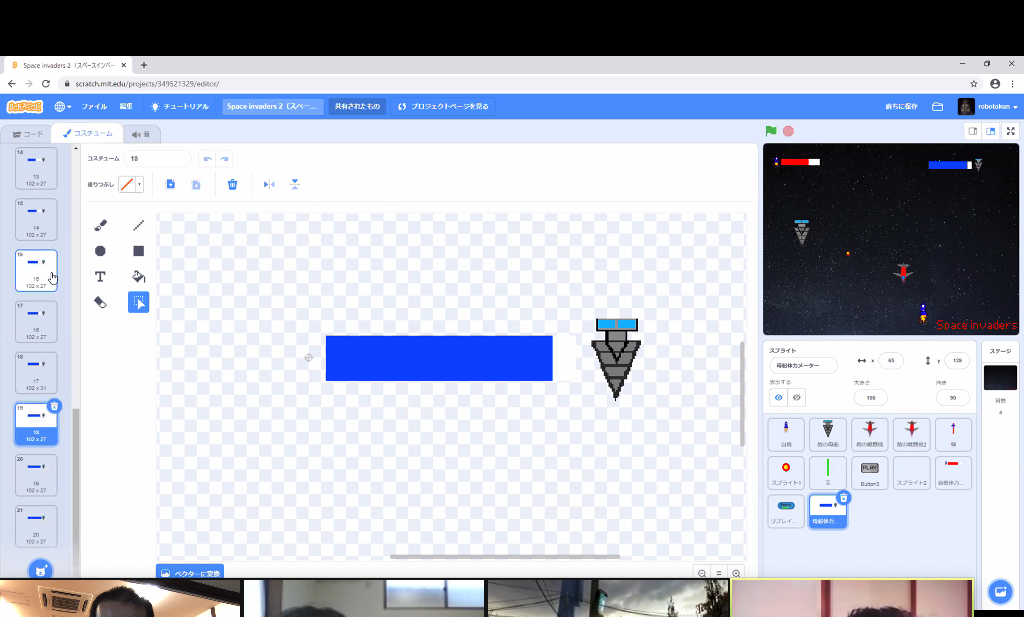 Space invaders 2 (スペースインベー
scratch.mit.edu/projects/349521329/editor/
SCRATCH
ファイル
編集
チュートリアル
Space invaders 2 (スペー...
共有されたもの
プロジェクトページを見る
直ちに保存
robotokun
コード
コスチューム
音
コスチューム
18
塗りつぶし
T
14
13
102 x 27
15
14
102 x 27
16
15
102 x 27
17
16
102 x 27
18
17
102 x 31
19
18
102 x 27
20
19
102 x 27
21
20
102 x 27
ベクターに変換
Space invaders
スプライト
母船体力メーター
x
65
y
139
表示する
大きさ
100
向き
90
自機
敵の母船
敵の戦闘機
敵の戦闘機2
弾
スプライト1
玉
PLAY
Button3
スプライト2
自機体力...
リプレイ...
母船体力...
ステージ
背景
4